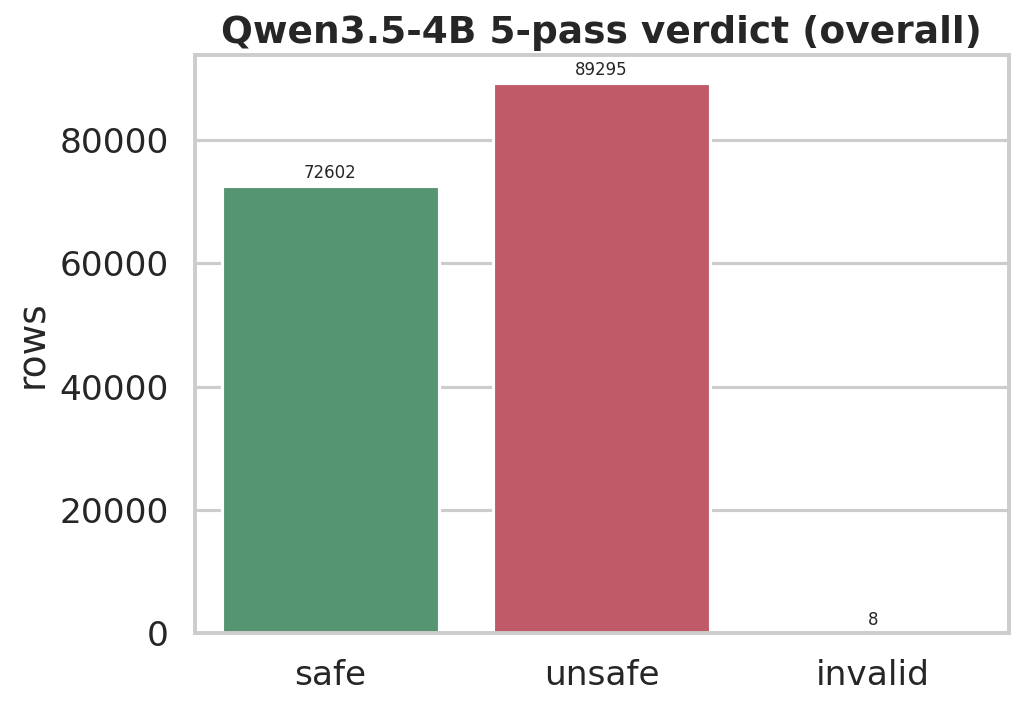 Qwen3.5-4B 5-pass verdict (overall)
89295
80000
72602
60000
rows
40000
20000
8
0
safe unsafe invalid